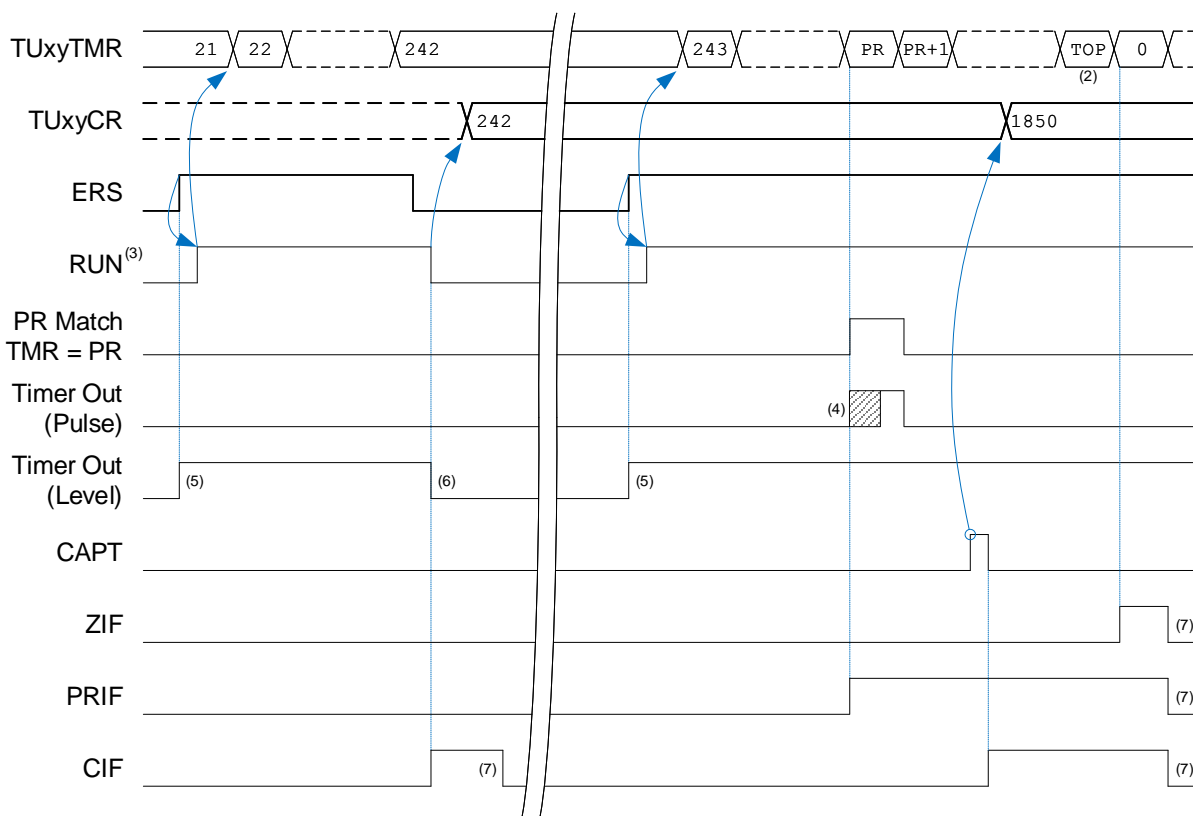 TUxyTMR 21 22 242 243 PR PR+1 TOP 0
(2)
TUxyCR 242 1850
ERS
RUN(3)
PR Match
TMR = PR
Timer Out
(Pulse) (4)
Timer Out
(Level) (5) (6) (5)
CAPT
ZIF (7)
PRIF (7)
CIF (7) (7)